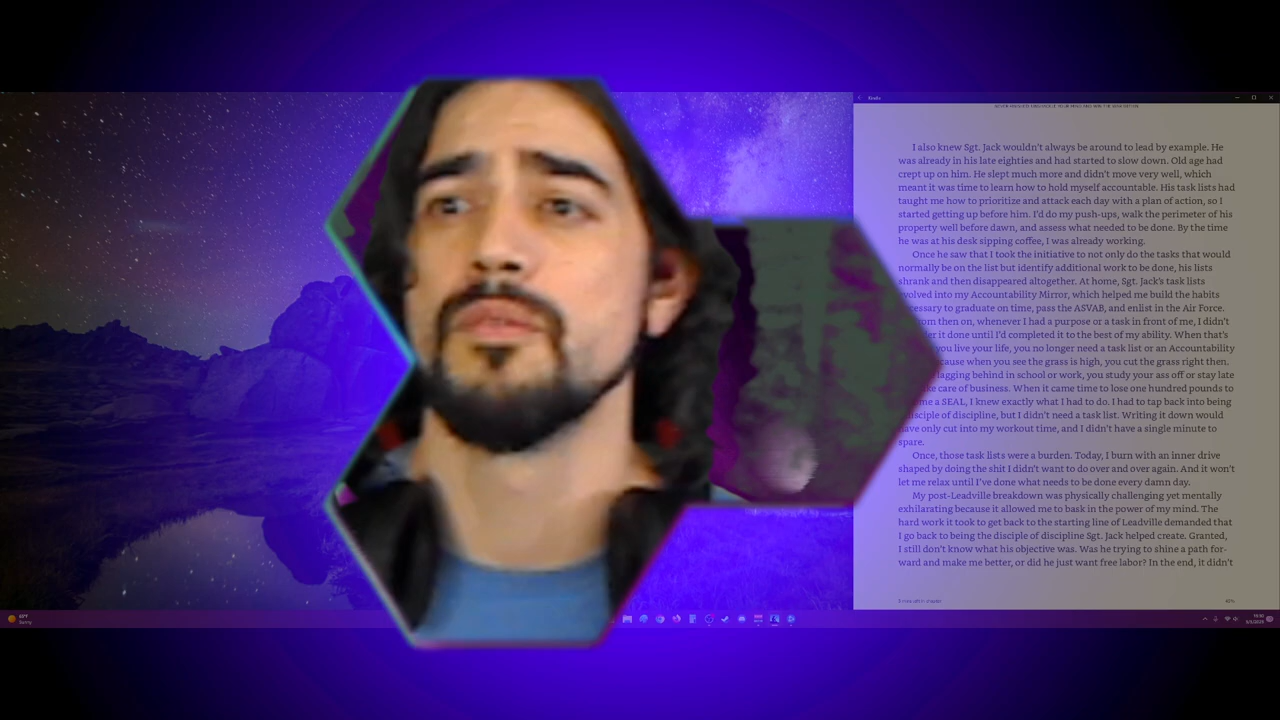 Kindle
NEVER FINISHED: UNSHACKLE YOUR MIND AND WIN THE WAR WITHIN
I also knew Sgt. Jack wouldn't always be around to lead by example. He
was already in his late eighties and had started to slow down. Old age had
crept up on him. He slept much more and didn't move very well, which
meant it was time to learn how to hold myself accountable. His task lists had
taught me how to prioritize and attack each day with a plan of action, so I
started getting up before him. I'd do my push-ups, walk the perimeter of his
property well before dawn, and assess what needed to be done. By the time
he was at his desk sipping coffee, I was already working.
Once he saw that I took the initiative to not only do the tasks that would
normally be on the list but identify additional work to be done, his lists
shrank and then disappeared altogether. At home, Sgt. Jack's task lists
evolved into my Accountability Mirror, which helped me build the habits
necessary to graduate on time, pass the ASVAB, and enlist in the Air Force.
from then on, whenever I had a purpose or a task in front of me, I didn't
it done until I'd completed it to the best of my ability. When that's
you live your life, you no longer need a task list or an Accountability
because when you see the grass is high, you cut the grass right then.
lagging behind in school or work, you study your ass off or stay late
care of business. When it came time to lose one hundred pounds to
me a SEAL, I knew exactly what I had to do. I had to tap back into being
disciple of discipline, but I didn't need a task list. Writing it down would
have only cut into my workout time, and I didn't have a single minute to
spare.
Once, those task lists were a burden. Today, I burn with an inner drive
shaped by doing the shit I didn't want to do over and over again. And it won't
let me relax until I've done what needs to be done every damn day.
My post-Leadville breakdown was physically challenging yet mentally
exhilarating because it allowed me to bask in the power of my mind. The
hard work it took to get back to the starting line of Leadville demanded that
I go back to being the disciple of discipline Sgt. Jack helped create. Granted,
I still don't know what his objective was. Was he trying to shine a path for-
ward and make me better, or did he just want free labor? In the end, it didn't
Sunny